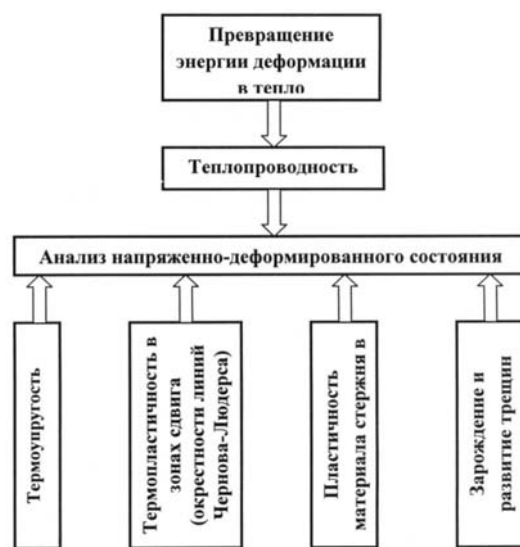 Превращение
энергии деформации
в тепло
Теплопроводность
Анализ напряженно-деформированного состояния
Термоупругость
Термопластичность в
зонах сдвига
(окрестности линий
Чернова-Людерса)
Пластичность
материала стержня в
Зарождение и
развитие трещин